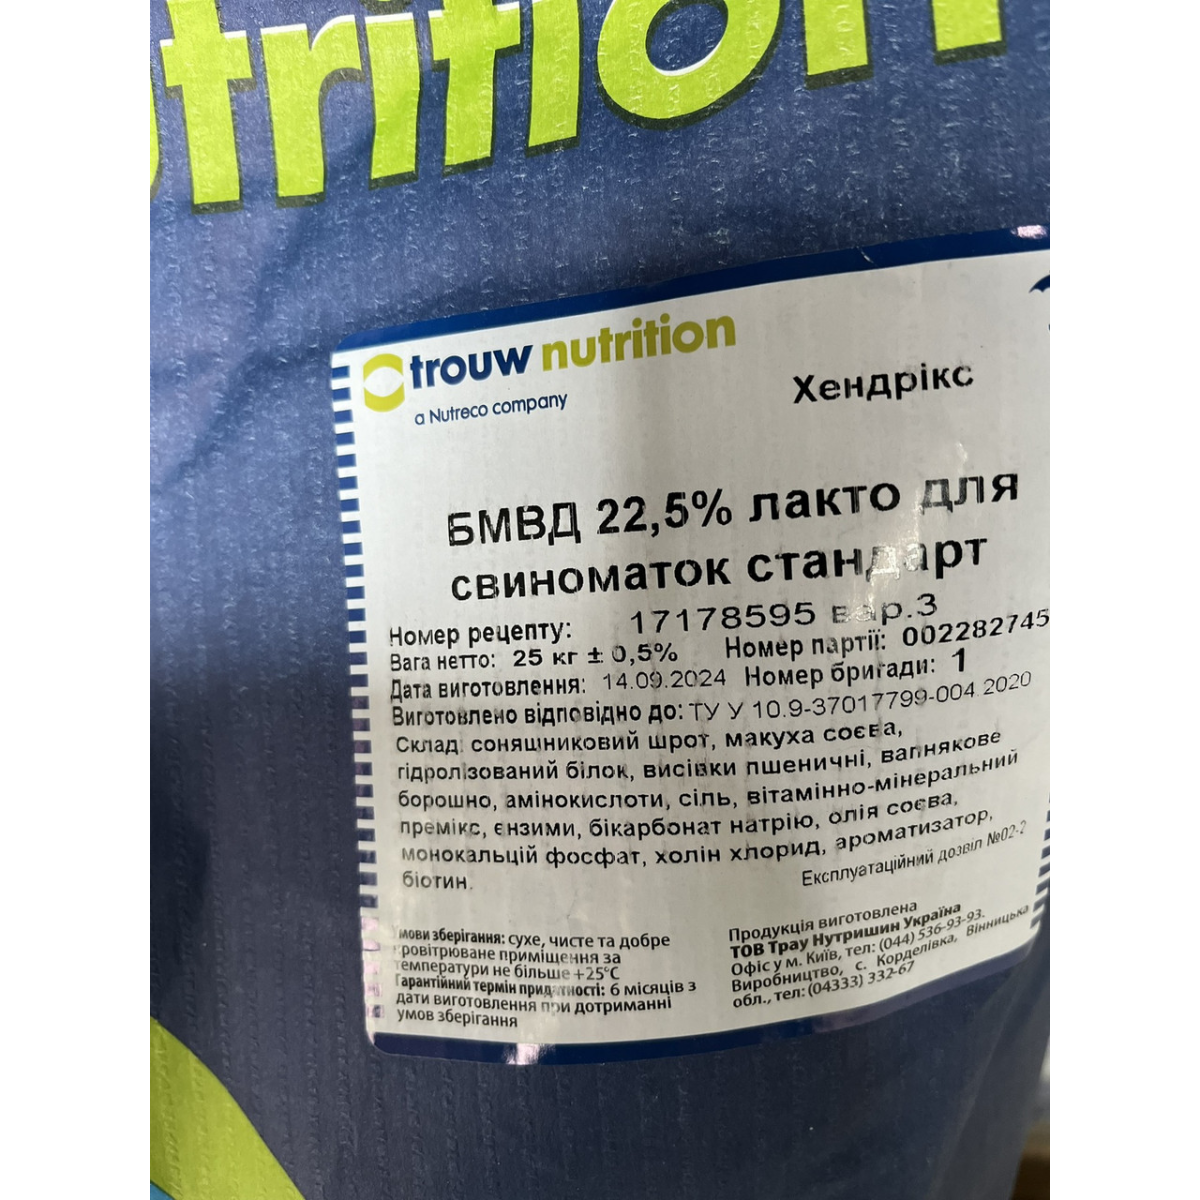 trition
trouw nutrition
a Nutreco company
Хендрікс
БМВД 22,5% лакто для
свиноматок стандарт
Номер рецепту: 17178595 вар.3
Вага нетто: 25 кг ± 0,5% Номер партії: 002282745
Дата виготовлення: 14.09.2024 Номер бригади: 1
Виготовлено відповідно до: ТУ У 10.9-37017799-004 2020
Склад: соняшниковий шрот, макуха соєва,
гідролізований білок, висівки пшеничні, вапнякове
борошно, амінокислоти, сіль, вітамінно-мінеральний
премікс, ензими, бікарбонат натрію, олія соєва,
монокальцій фосфат, холін хлорид, ароматизатор,
біотин.
Експлуатаційний дозвіл №02-2
мови зберігання: сухе, чисте та добре
провітрюване приміщення за
температури не більше +25°С
Гарантійний термін придатності: 6 місяців з
дати виготовлення при дотриманні
умов зберігання
Продукція виготовлена
ТОВ Трау Нутришин Україна
Офіс у м. Київ, тел: (044) 536-93-93.
Виробництво, с. Корделівка, Вінницька
обл., тел: (04333) 332-67